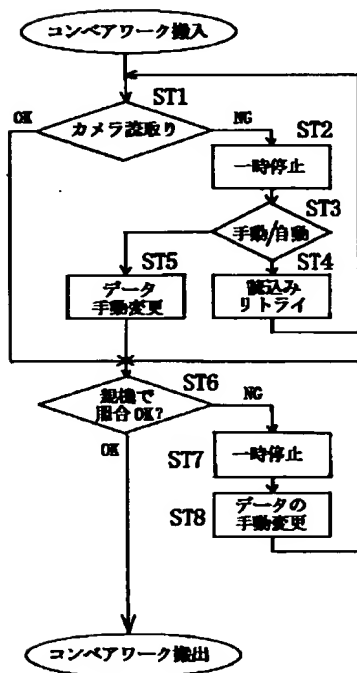 コンベアワーク搬入
ST1
OK
カメラ読取り
NG
ST2
一時停止
ST3
手動/自動
ST5
ST4
データ
手動変更
読込み
リトライ
ST6
親機で
照合OK?
NG
OK
ST7
一時停止
ST8
データの
手動変更
コンベアワーク搬出